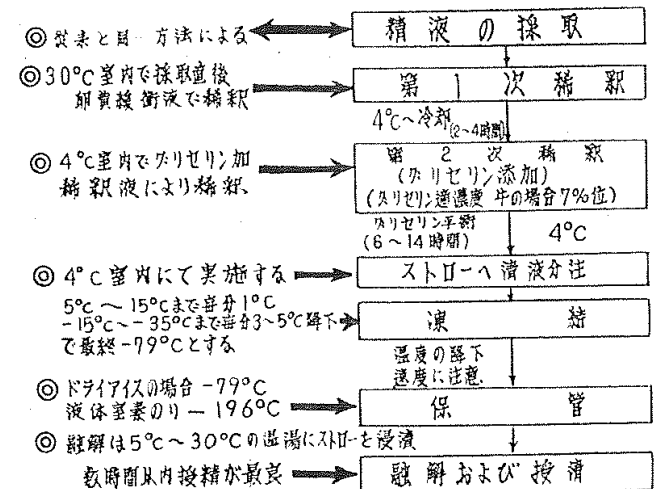 ◎ 従来と同一方法による
精液の採取
◎ 30°C室内で採取直後
卵黄緩衝液で稀釈
第1次稀釈
4°C〜冷却(2〜4時間)
◎ 4°C室内でグリセリン加
稀釈液により稀釈
第2次稀釈
(グリセリン添加)
(グリセリン適濃度 牛の場合7%位)
グリセリン平衡
(6〜14時間)
4°C
◎ 4°C室内にて実施する
ストローへ精液分注
5°C〜15°Cまで毎分1°C
-15°C〜-35°Cまで毎分3〜5°C降下
で最終-79°Cとする
凍結
温度の降下
速度に注意
◎ ドライアイスの場合 -79°C
液体窒素のり-196°C
保管
◎ 融解は5°C〜30°Cの温湯にストローを浸漬
数時間以内授精が最良
融解および授精